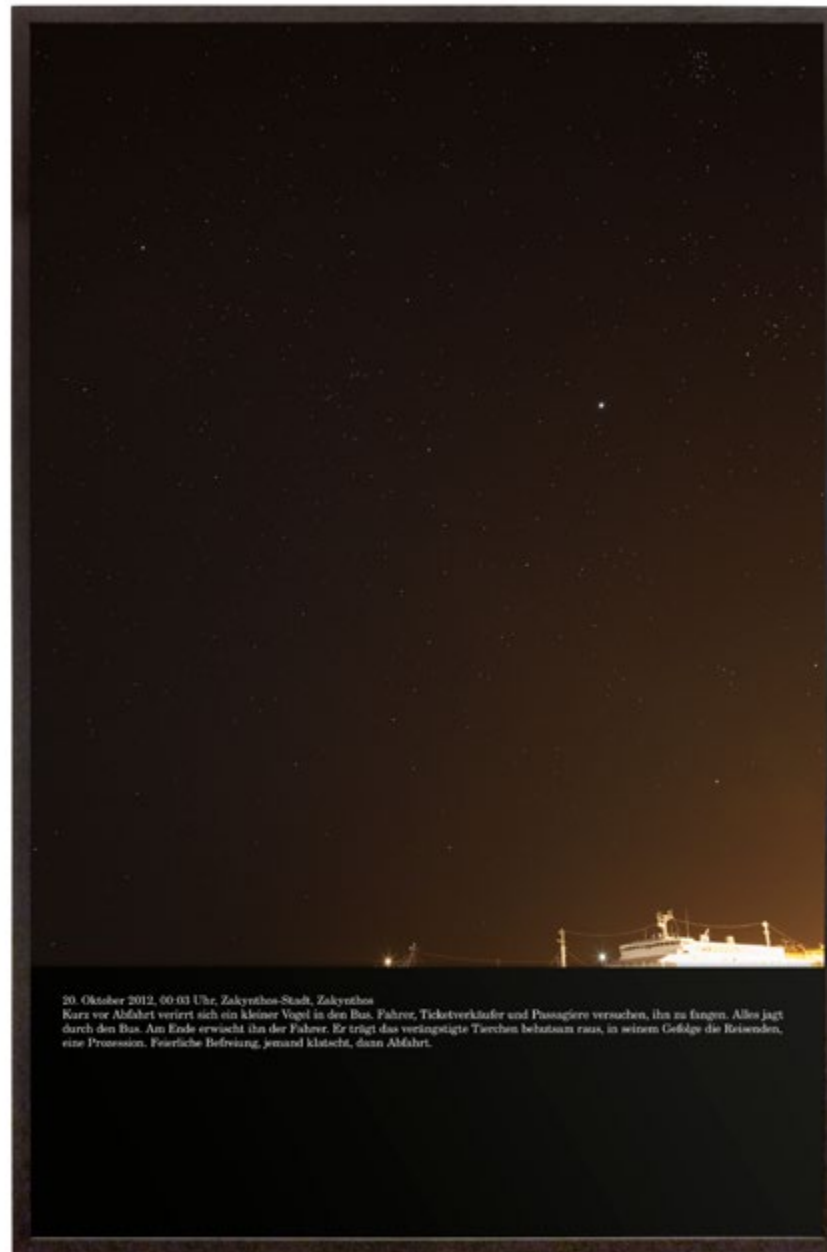 20. Oktober 2012, 00:03 Uhr, Zakynthos-Stadt, Zakynthos
Kurz vor Abfahrt verirrt sich ein kleiner Vogel in den Bus. Fahrer, Ticketverkäufer und Passagiere versuchen, ihn zu fangen. Alles jagt
durch den Bus. Am Ende erwischt ihn der Fahrer. Er trägt das verängstigte Tierchen behutsam raus, in seinem Gefolge die Reisenden,
eine Prozession. Feierliche Befreiung, jemand klatscht, dann Abfahrt.